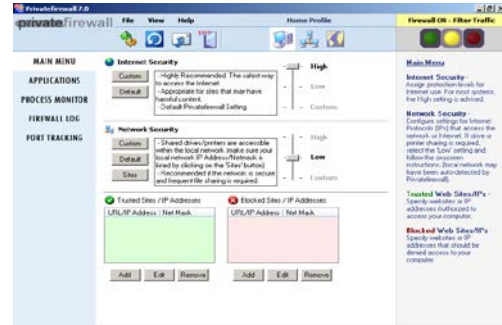 Privatefirewall 7.0
privatefirewall
File View Help
Home Profile
Firewall ON - Filter Traffic
MAIN MENU
APPLICATIONS
PROCESS MONITOR
FIREWALL LOG
PORT TRACKING
Internet Security
Custom
Default
- Highly Recommended. The safest way to access the Internet.
- Appropriate for sites that may have harmful content.
- Default Privatefirewall Setting.
High
Low
Custom
Network Security
Custom
Default
Sites
- Shared drives/printers are accessible within the local network (make sure your local network IP Address/Netmask is listed by clicking on the 'Sites' button)
- Recommended if the network is secure and frequent file sharing is required.
High
Low
Custom
Trusted Sites / IP Addresses
URL/IP Address Net Mask
Add Edit Remove
Blocked Sites / IP Addresses
URL/IP Address Net Mask
Add Edit Remove
Main Menu
Internet Security -
Assign protection levels for
Internet use. For most systems,
the High setting is advised.
Network Security -
Configure settings for Internet
Protocols (IPs) that access the
network or Internet. If drive or
printer sharing is required,
select the 'Low' setting and
follow the onscreen
instructions. (local network may
have been auto-detected by
Privatefirewall).
Trusted Web Sites/IP's -
Specify websites or IP
addresses Authorized to
access your computer.
Blocked Web Sites/IP's -
Specify websites or IP
addresses that should be
denied access to your
computer